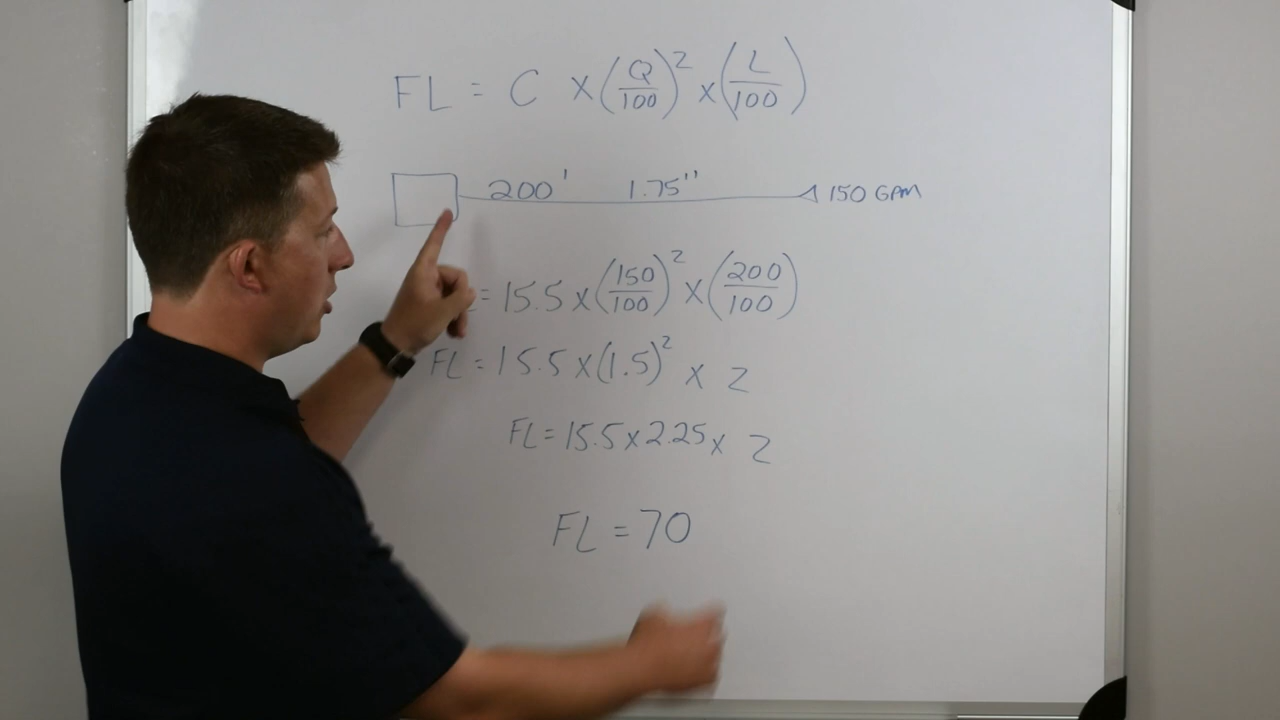 FL = C × (Q/100)² × (L/100)
200' 1.75" 150 GPM
= 15.5 × (150/100)² × (200/100)
FL = 15.5 × (1.5)² × 2
FL = 15.5 × 2.25 × 2
FL = 70